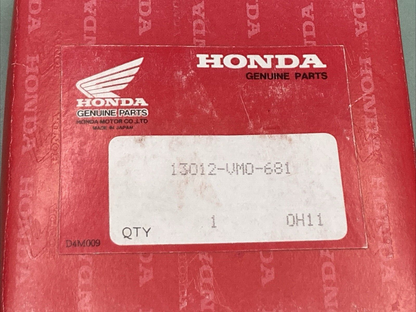 HONDA
GENUINE PARTS
HONDA
GENUINE PARTS
HONDA MOTOR CO.,LTD.
MADE IN JAPAN
13012-VM0-681
QTY 1 0H11
D4M009